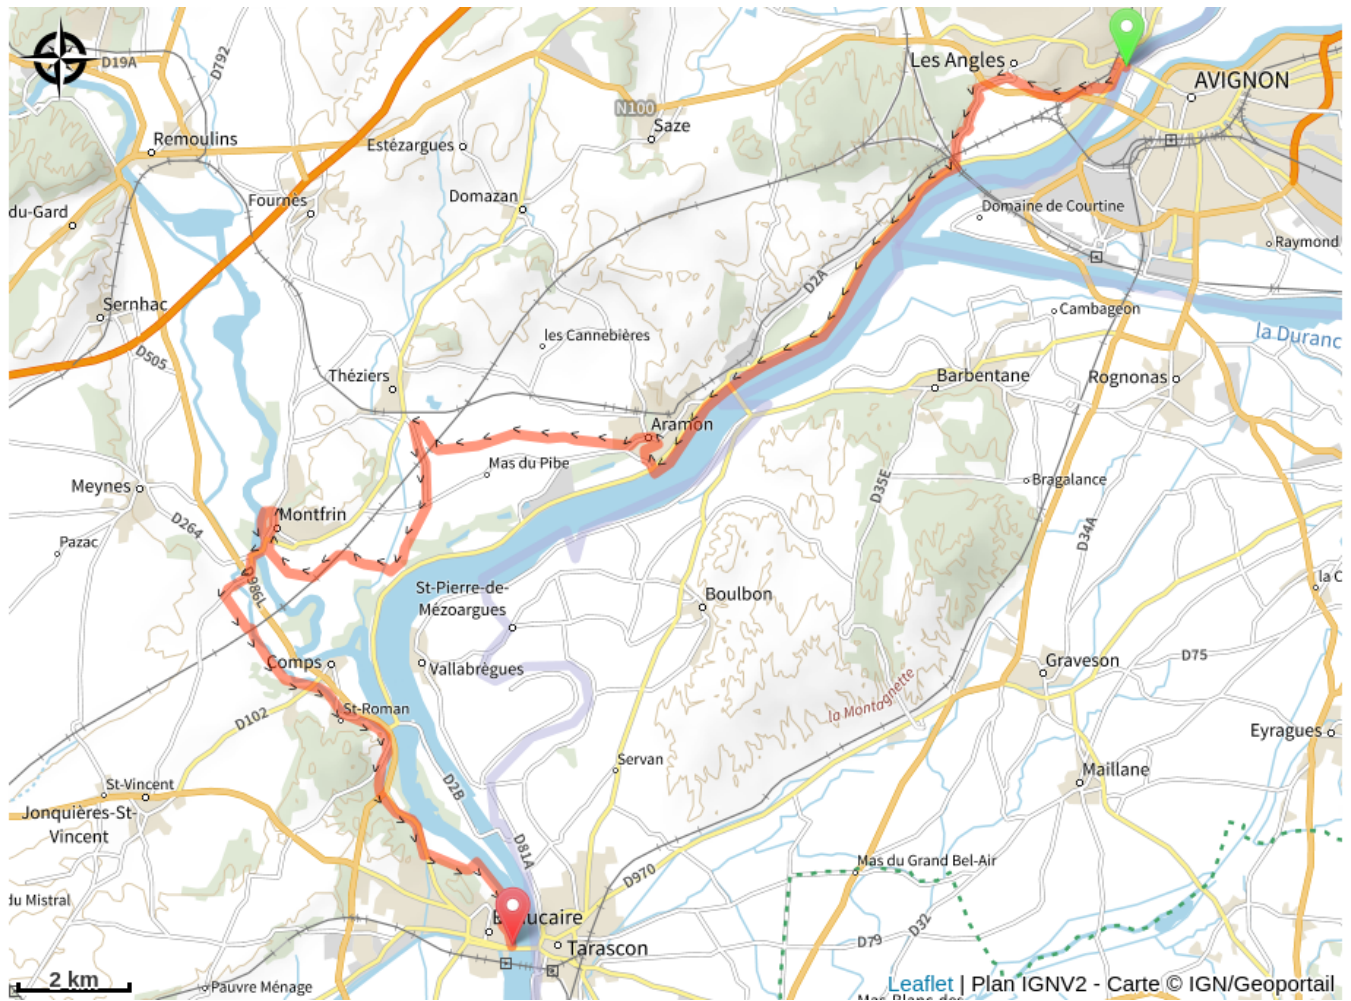 D19A
D792
Les Angles
AVIGNON
N100
Saze
Remoulins
Estézargues
Domazan
Fournès
du-Gard
Domaine de Courtine
Raymond
D2A
Sernhac
les Cannebières
Cambageon
la Duranc
D505
Théziers
Barbentane
Rognonas
Aramon
Mas du Pibe
D35E
Bragalance
Meynes
Montfrin
D264
D34A
Pazac
D986L
St-Pierre-de-
Mézoargues
Boulbon
la C
Comps
Vallabrègues
Graveson
D75
la Montagnette
D102
St-Roman
Eyragues
Servan
Maillane
St-Vincent
D2B
Jonquières-St-
Vincent
D81A
Mas du Grand Bel-Air
D970
du Mistral
D32
Tarascon
D79
2 km
Pauvre Ménage
Leaflet | Plan IGNV2 - Carte © IGN/Geoportail